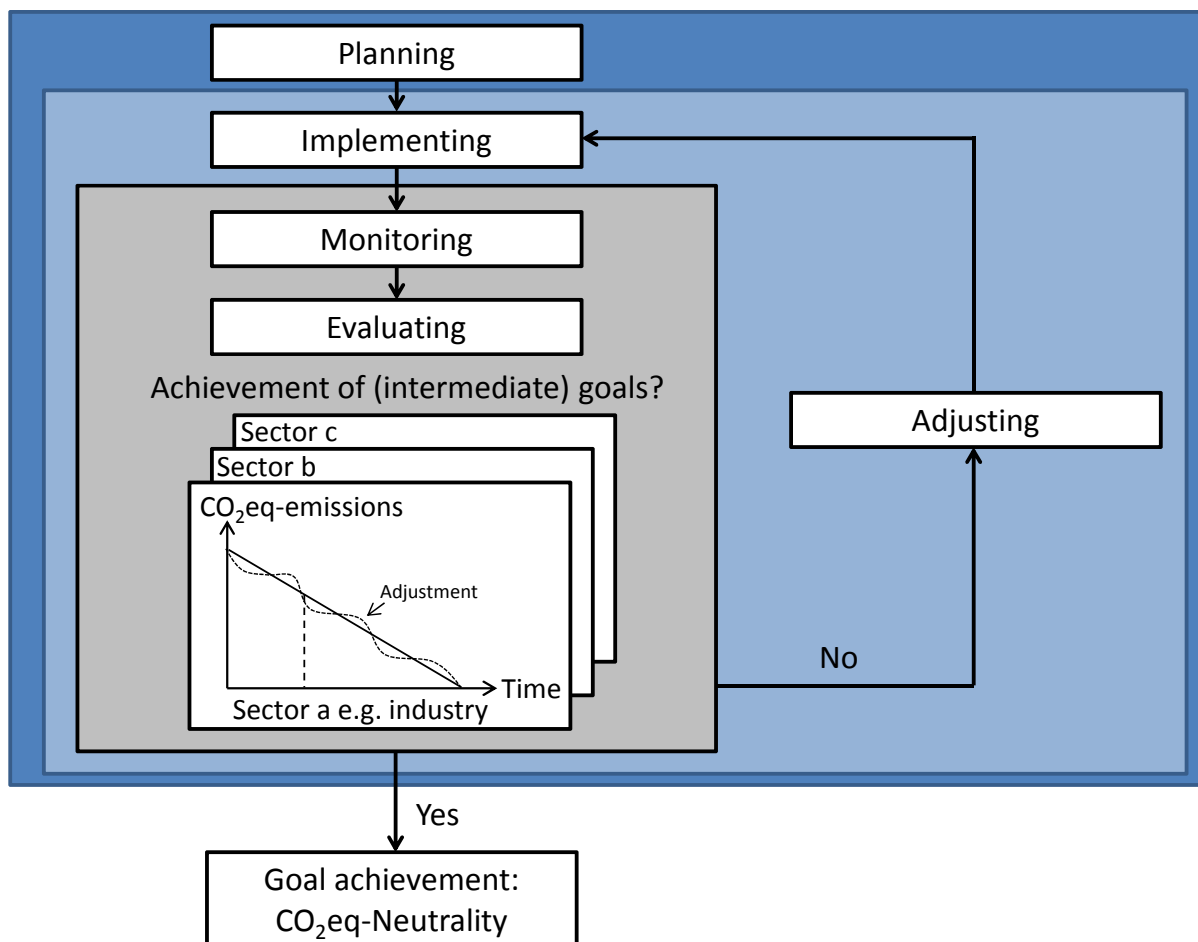 Planning
Implementing
Monitoring
Evaluating
Achievement of (intermediate) goals?
Sector c
Sector b
CO₂eq-emissions
Adjustment
Time
Sector a e.g. industry
Adjusting
No
Yes
Goal achievement:
CO₂eq-Neutrality